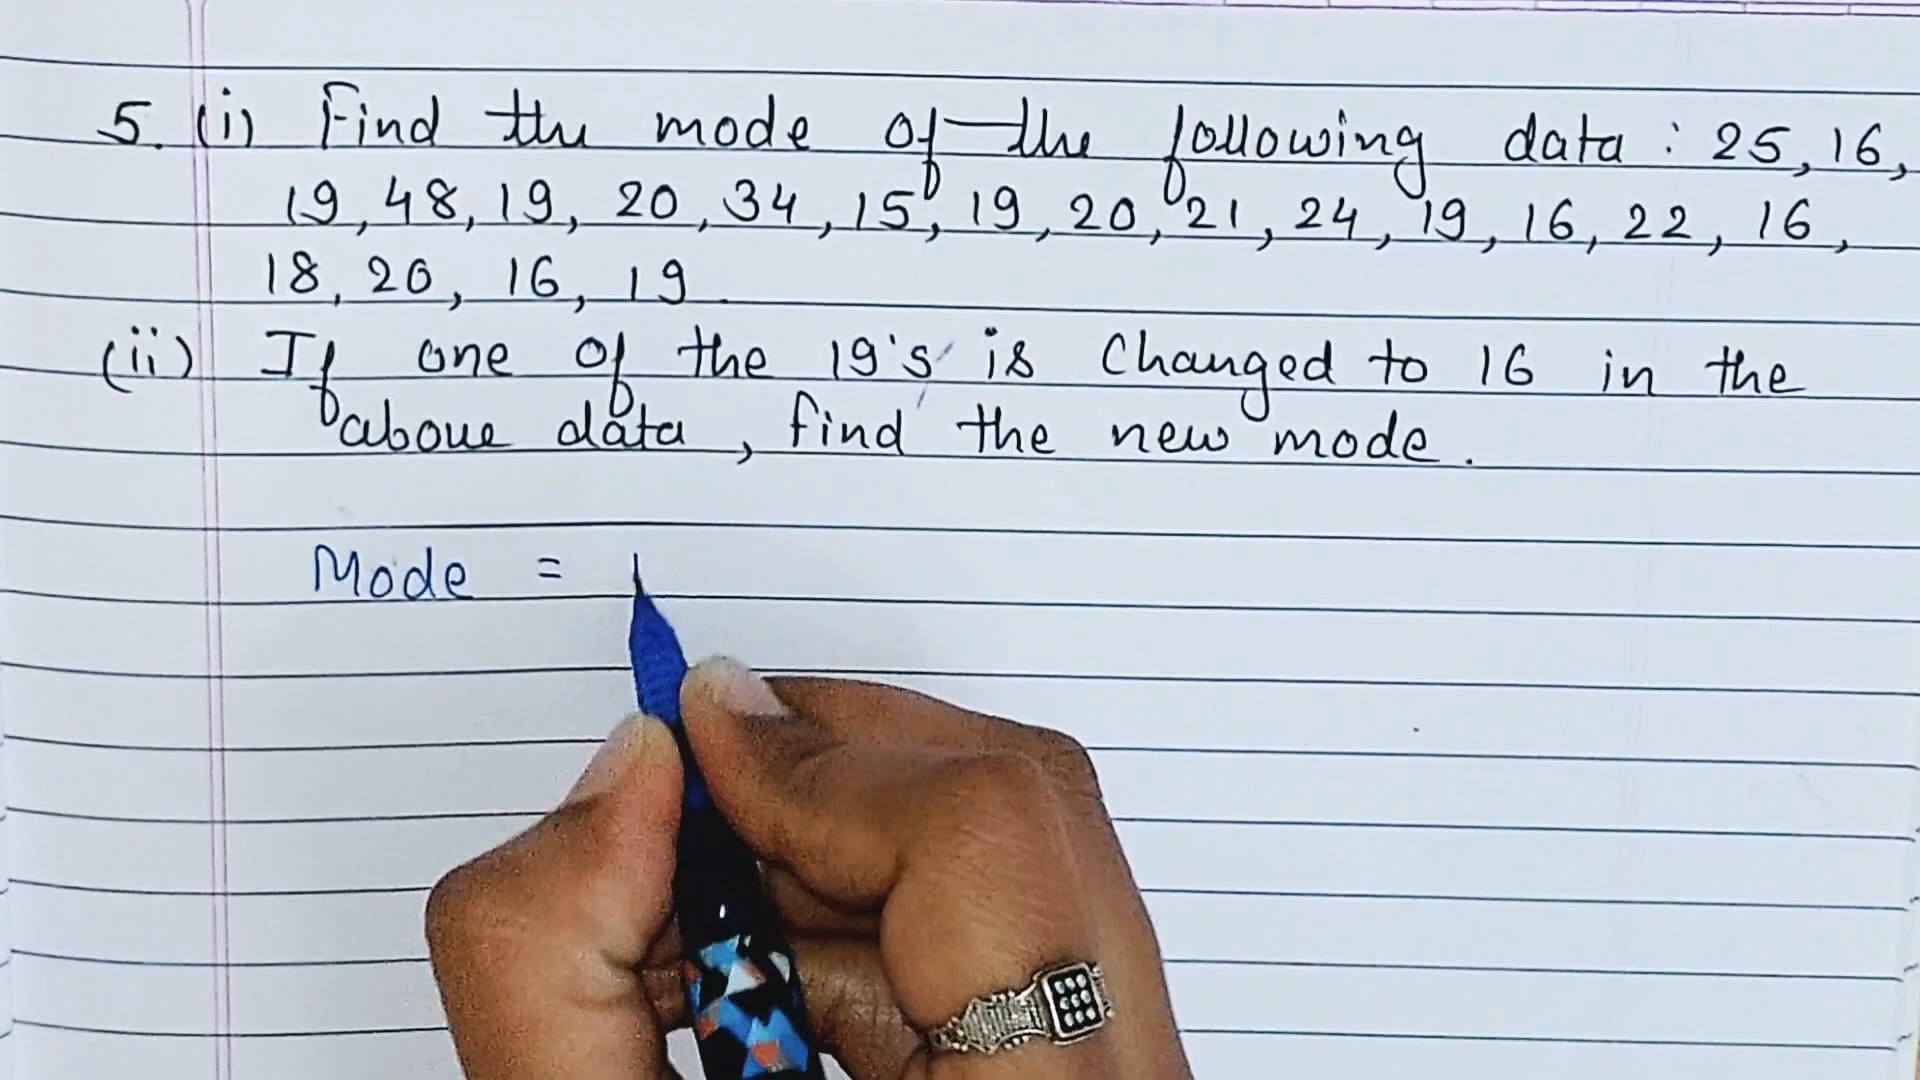 5. (i) Find the mode of the following data : 25, 16,
19, 48, 19, 20, 34, 15, 19, 20, 21, 24, 19, 16, 22, 16,
18, 20, 16, 19.
(ii) If one of the 19's is changed to 16 in the
above data, find the new mode.
Mode = 1